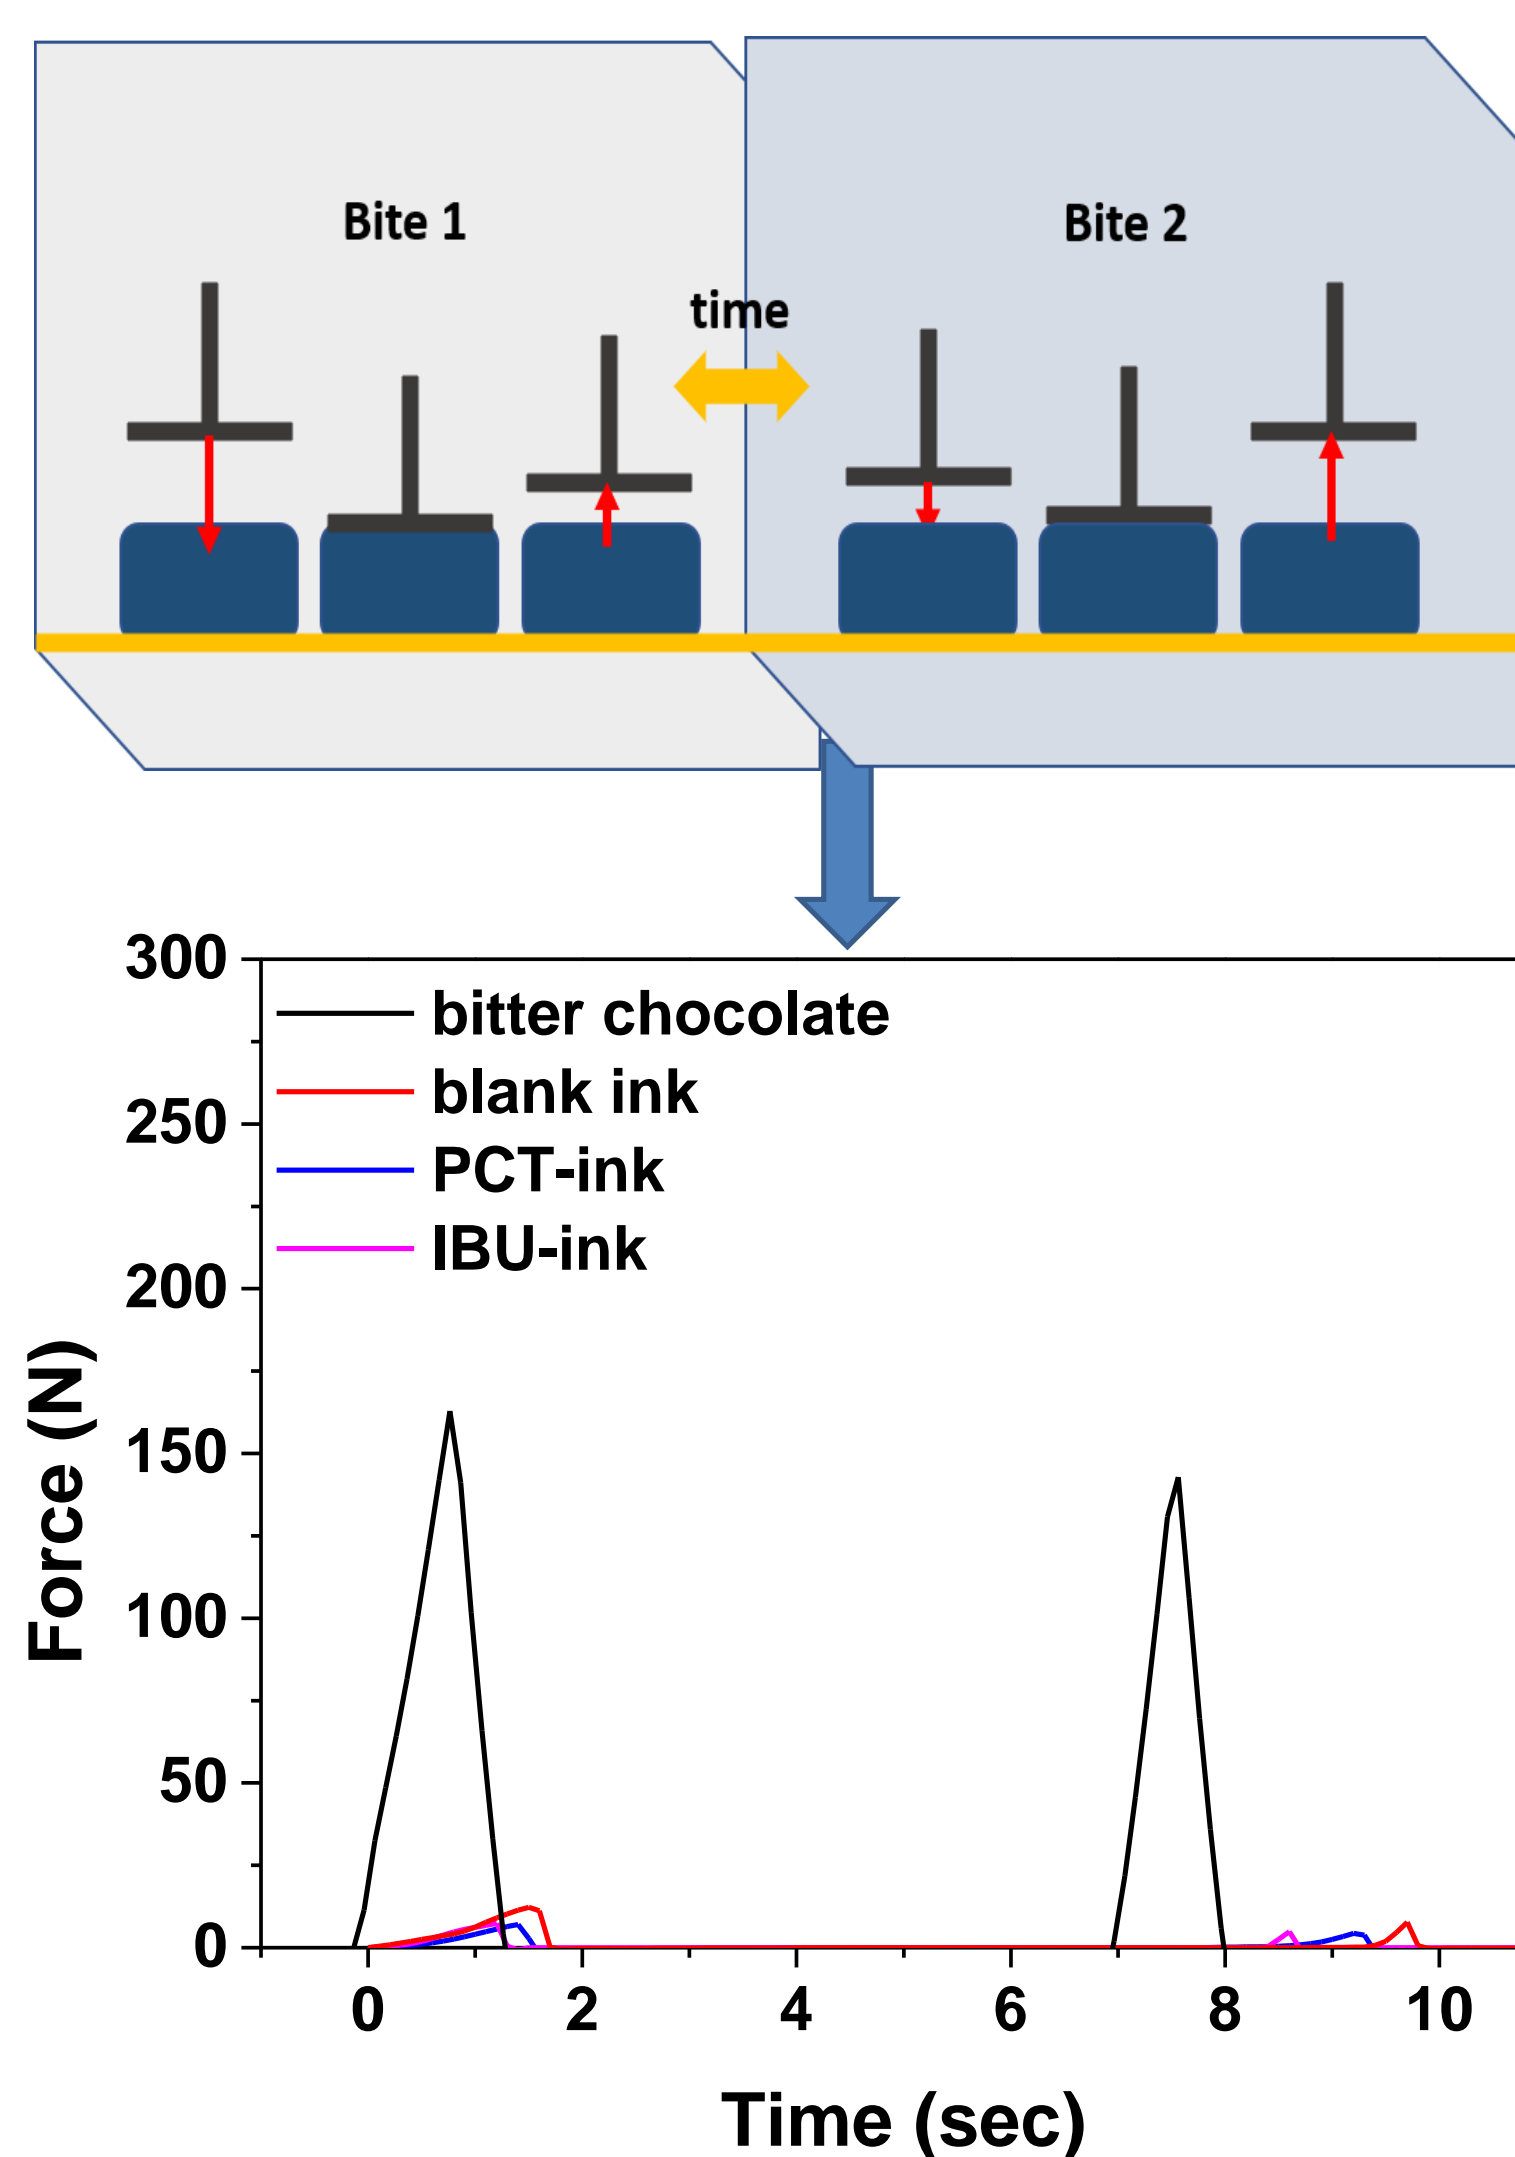 Bite 1
Bite 2
time
300
bitter chocolate
blank ink
250
PCT-ink
IBU-ink
200
150
100
50
0
Force (N)
0 2 4 6 8 10
Time (sec)